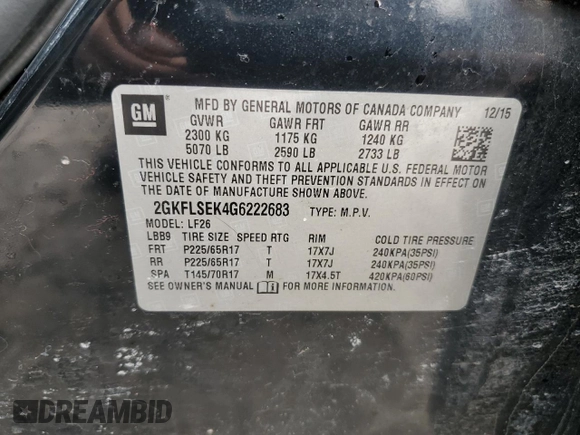 GM
MFD BY GENERAL MOTORS OF CANADA COMPANY 12/15
GVWR GAWR FRT GAWR RR
2300 KG 1175 KG 1240 KG
5070 LB 2590 LB 2733 LB
THIS VEHICLE CONFORMS TO ALL APPLICABLE U.S. FEDERAL MOTOR
VEHICLE SAFETY AND THEFT PREVENTION STANDARDS IN EFFECT ON
THE DATE OF MANUFACTURE SHOWN ABOVE.
2GKFLSEK4G6222683 TYPE: M.P.V.
MODEL: LF26
LBB9 TIRE SIZE SPEED RTG RIM COLD TIRE PRESSURE
FRT P225/65R17 T 17X7J 240KPA(35PSI)
RR P225/65R17 T 17X7J 240KPA(35PSI)
SPA T145/70R17 M 17X4.5T 420KPA(60PSI)
SEE OWNER'S MANUAL FOR MORE INFORMATION
DREAMBID